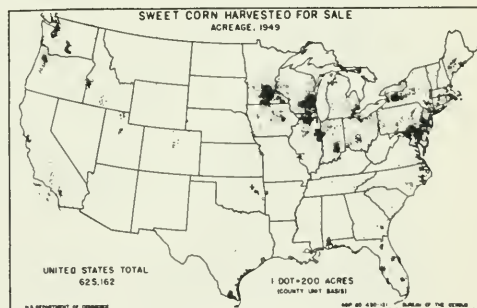 SWEET CORN HARVESTED FOR SALE
ACREAGE, 1949
UNITED STATES TOTAL
625,162
1 DOT=200 ACRES
(COUNTY UNIT BASIS)
U.S. DEPARTMENT OF COMMERCE
BUREAU OF THE CENSUS